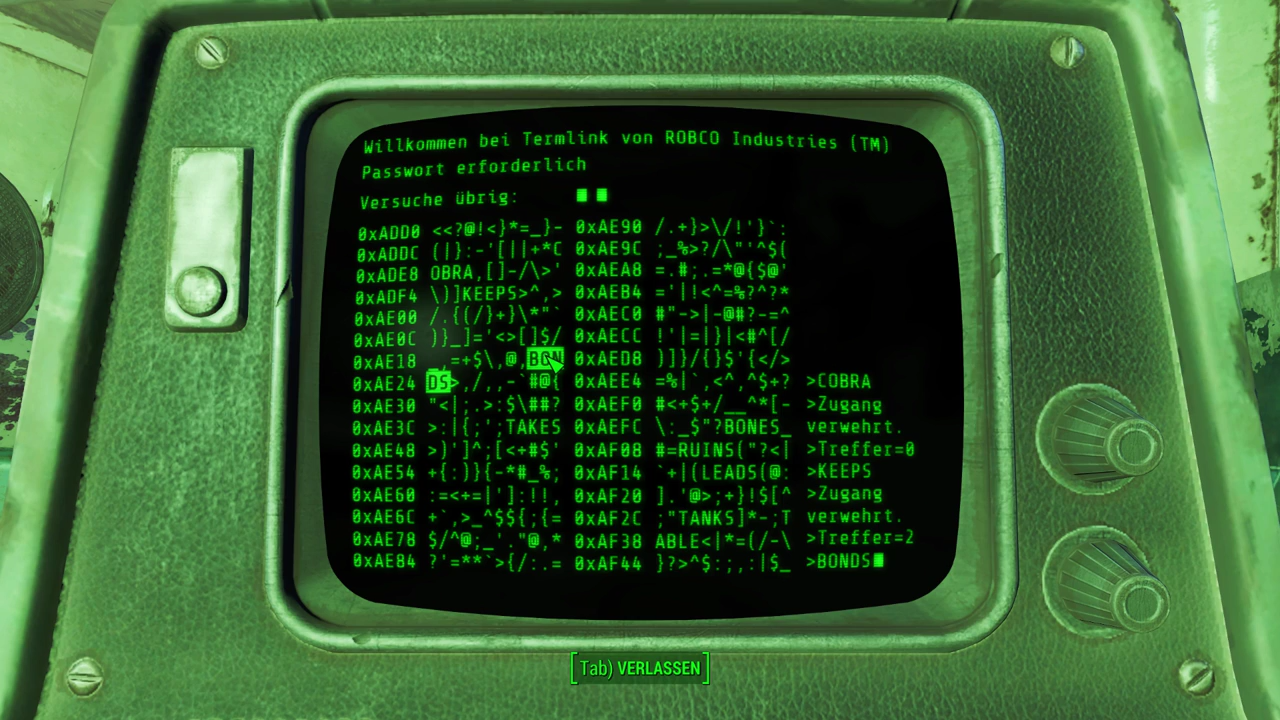 Willkommen bei Termlink von ROBCO Industries (TM)
Passwort erforderlich
Versuche übrig: ■ ■
0xADD0 <<?@!<}*=_}- 0xAE90 /.+}>\/!'}`:
0xADDC (|}:-'[||+*C 0xAE9C ;_%>?/\"'^$(
0xADE8 OBRA,[]-/\>' 0xAEA8 =.#;.=*@{$@'
0xADF4 \)]KEEPS>^,> 0xAEB4 ='|!<^=%?^?*
0xAE00 /.{(/}+}\*"` 0xAEC0 #"->|-@#?-=^
0xAE0C )}_]='<>[]$/ 0xAECC !'|=|}|<#^[/
0xAE18 _,=+$\,@,BON 0xAED8 )]}/{}$'{</>
0xAE24 DS>,/,,-`#@{ 0xAEE4 =%|`,<^,^$+? >COBRA
0xAE30 "<|;.>:$\##? 0xAEF0 #<+$+/__^*[- >Zugang
0xAE3C >:|{;';TAKES 0xAEFC \:_$"?BONES_ verwehrt.
0xAE48 >)']^;[<+#$' 0xAF08 #=RUINS("?<| >Treffer=0
0xAE54 +{:)}{-*#_%; 0xAF14 `+|(LEADS(@: >KEEPS
0xAE60 :=<+=|']:!!, 0xAF20 ].'@>;+}!$[^ >Zugang
0xAE6C +`,>_^$${;{= 0xAF2C ;"TANKS]*-;T verwehrt.
0xAE78 $/^@;_'."@,* 0xAF38 ABLE<|*=(/-\ >Treffer=2
0xAE84 ?'=**`>{/:.= 0xAF44 }?>^$:;,:|$_ >BONDS■
[Tab) VERLASSEN]